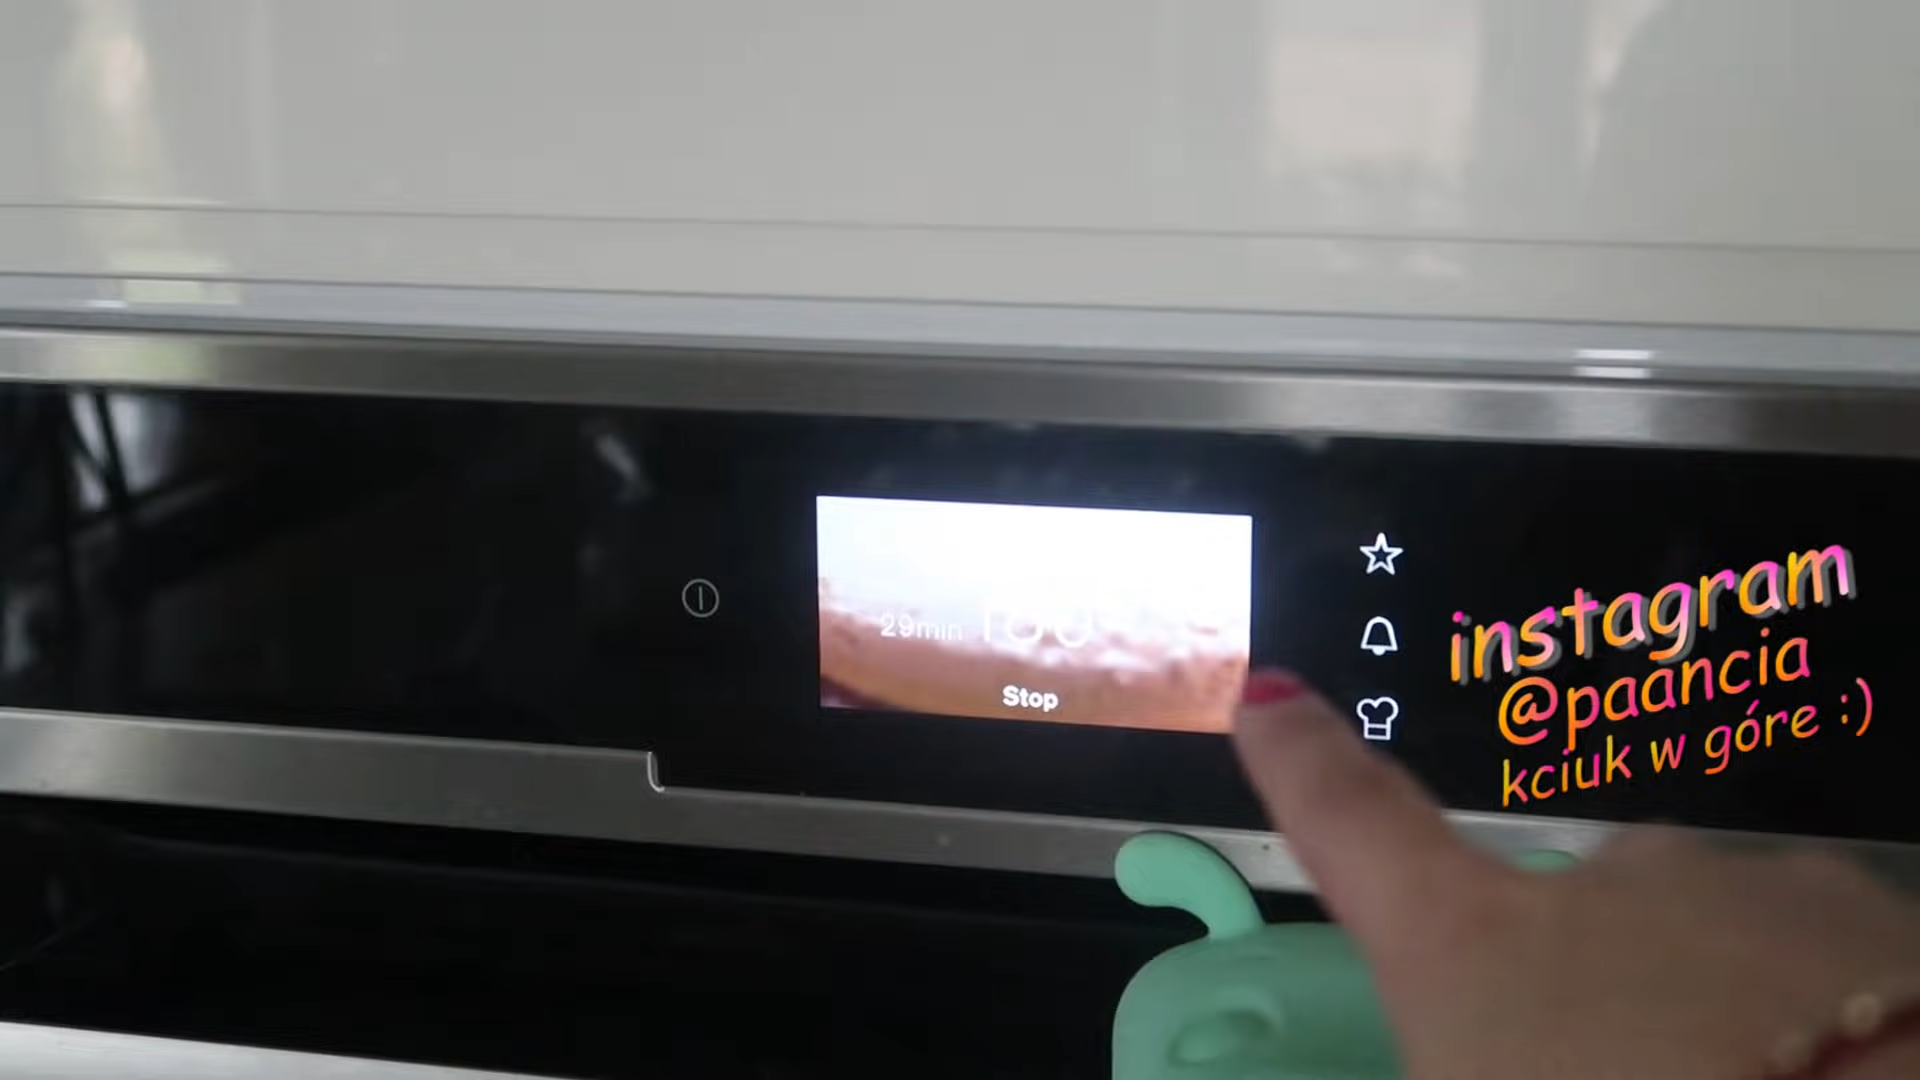 29min
Stop
instagram
@paancia
kciuk w górę :)